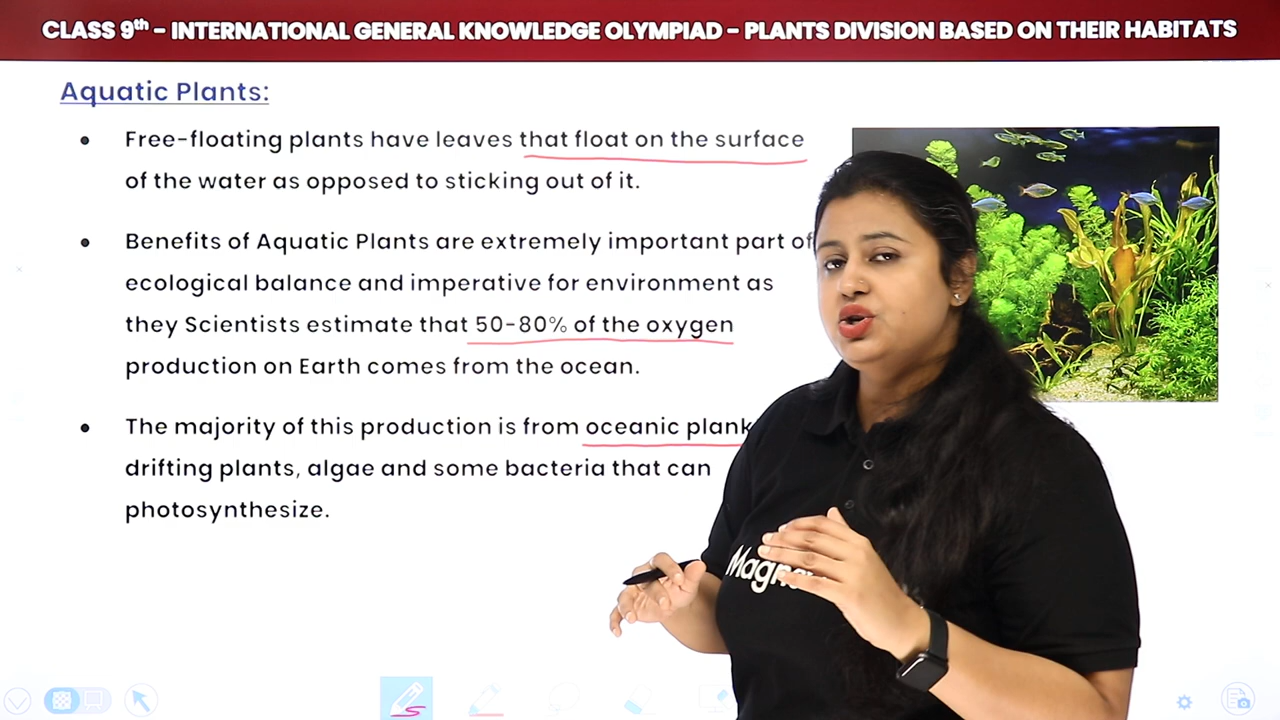 CLASS 9th – INTERNATIONAL GENERAL KNOWLEDGE OLYMPIAD – PLANTS DIVISION BASED ON THEIR HABITATS
Aquatic Plants:
• Free-floating plants have leaves that float on the surface
of the water as opposed to sticking out of it.
• Benefits of Aquatic Plants are extremely important part of
ecological balance and imperative for environment as
they Scientists estimate that 50-80% of the oxygen
production on Earth comes from the ocean.
• The majority of this production is from oceanic
drifting plants, algae and some bacteria that can
photosynthesize.